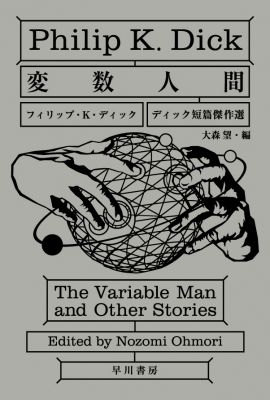 Philip K. Dick
変数人間
フィリップ・K・ディック
ディック短篇傑作選
大森 望・編
The Variable Man
and Other Stories
Edited by Nozomi Ohmori
早川書房